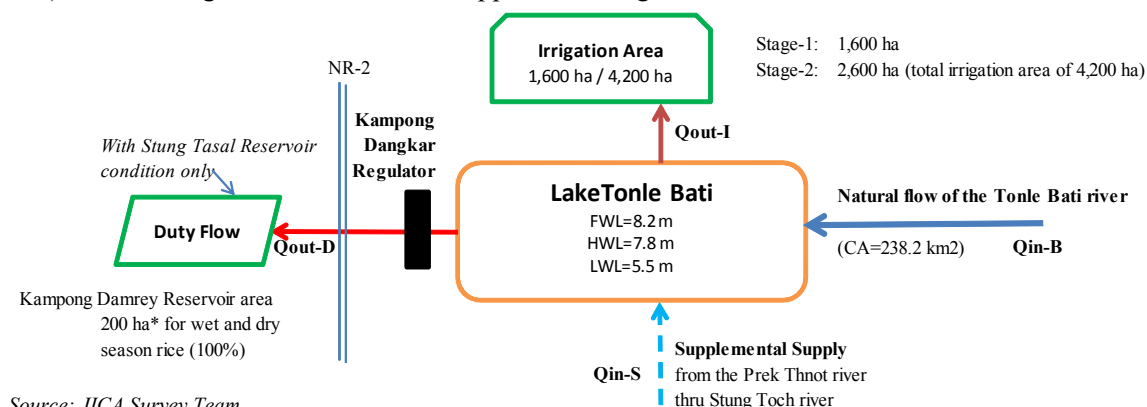 Irrigation Area
1,600 ha / 4,200 ha
Stage-1: 1,600 ha
Stage-2: 2,600 ha (total irrigation area of 4,200 ha)
NR-2
Kampong
Dangkar
Regulator
Qout-I
With Stung Tasal Reservoir
condition only
LakeTonle Bati
FWL=8.2 m
HWL=7.8 m
LWL=5.5 m
Natural flow of the Tonle Bati river
(CA=238.2 km2) Qin-B
Duty Flow
Qout-D
Kampong Damrey Reservoir area
200 ha* for wet and dry
season rice (100%)
Qin-S
Supplemental Supply
from the Prek Thnot river
thru Stung Toch river
Source: JICA Survey Team